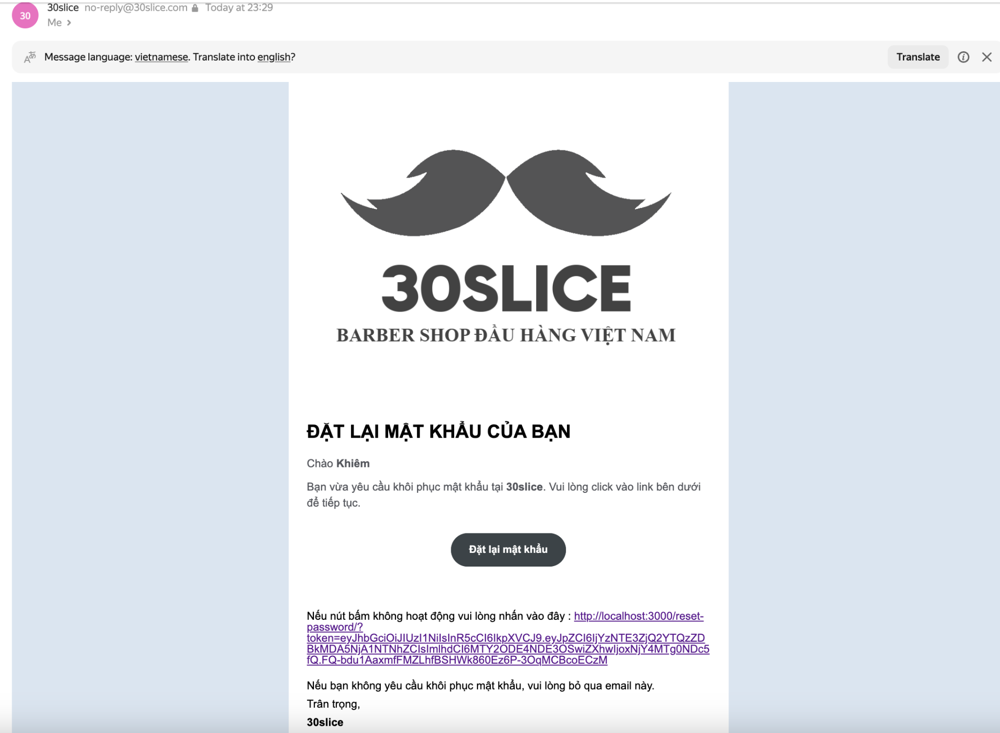 30
30slice no-reply@30slice.com Today at 23:29
Me
Message language: vietnamese. Translate into english?
Translate
30SLICE
BARBER SHOP ĐẦU HÀNG VIỆT NAM
ĐẶT LẠI MẬT KHẨU CỦA BẠN
Chào Khiêm
Bạn vừa yêu cầu khôi phục mật khẩu tại 30slice. Vui lòng click vào link bên dưới
để tiếp tục.
Đặt lại mật khẩu
Nếu nút bấm không hoạt động vui lòng nhấn vào đây : http://localhost:3000/reset-
password/?
token=eyJhbGciOiJIUzI1NiIsInR5cCI6IkpXVCJ9.eyJpZCI6IjYzNTE3ZjQ2YTQzZD
BkMDA5NjA1NTNhZCIsImlhdCI6MTY2ODE4NDE3OSwiZXhwIjoxNjY4MTg0NDc5
fQ.FQ-bdu1AaxmfFMZLhfBSHWk860Ez6P-3OqMCBcoECzM
Nếu bạn không yêu cầu khôi phục mật khẩu, vui lòng bỏ qua email này.
Trân trọng,
30slice